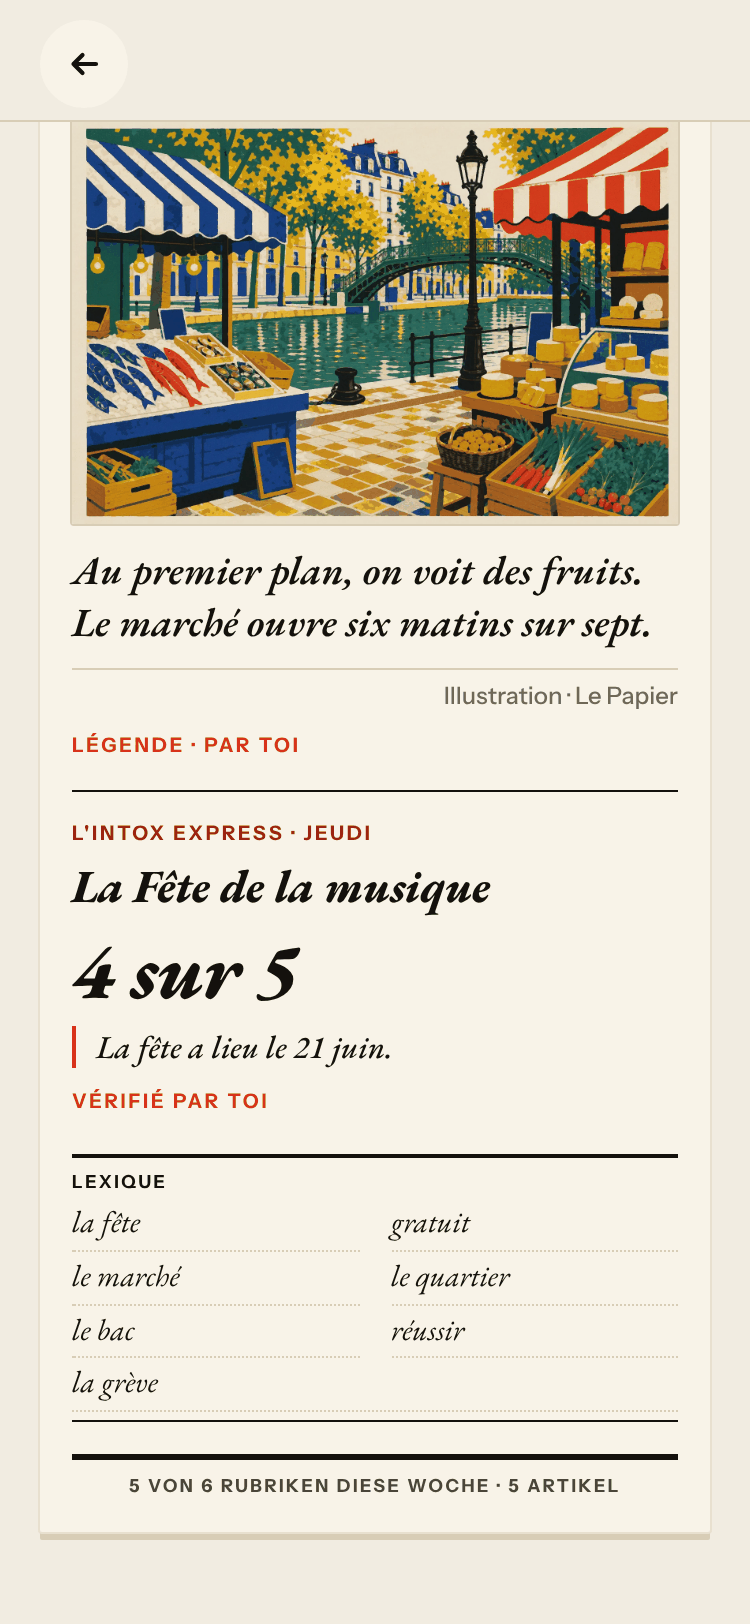 Au premier plan, on voit des fruits.
Le marché ouvre six matins sur sept.
Illustration · Le Papier
LÉGENDE · PAR TOI
L'INTOX EXPRESS · JEUDI
La Fête de la musique
4 sur 5
La fête a lieu le 21 juin.
VÉRIFIÉ PAR TOI
LEXIQUE
la fête
gratuit
le marché
le quartier
le bac
réussir
la grève
5 VON 6 RUBRIKEN DIESE WOCHE · 5 ARTIKEL